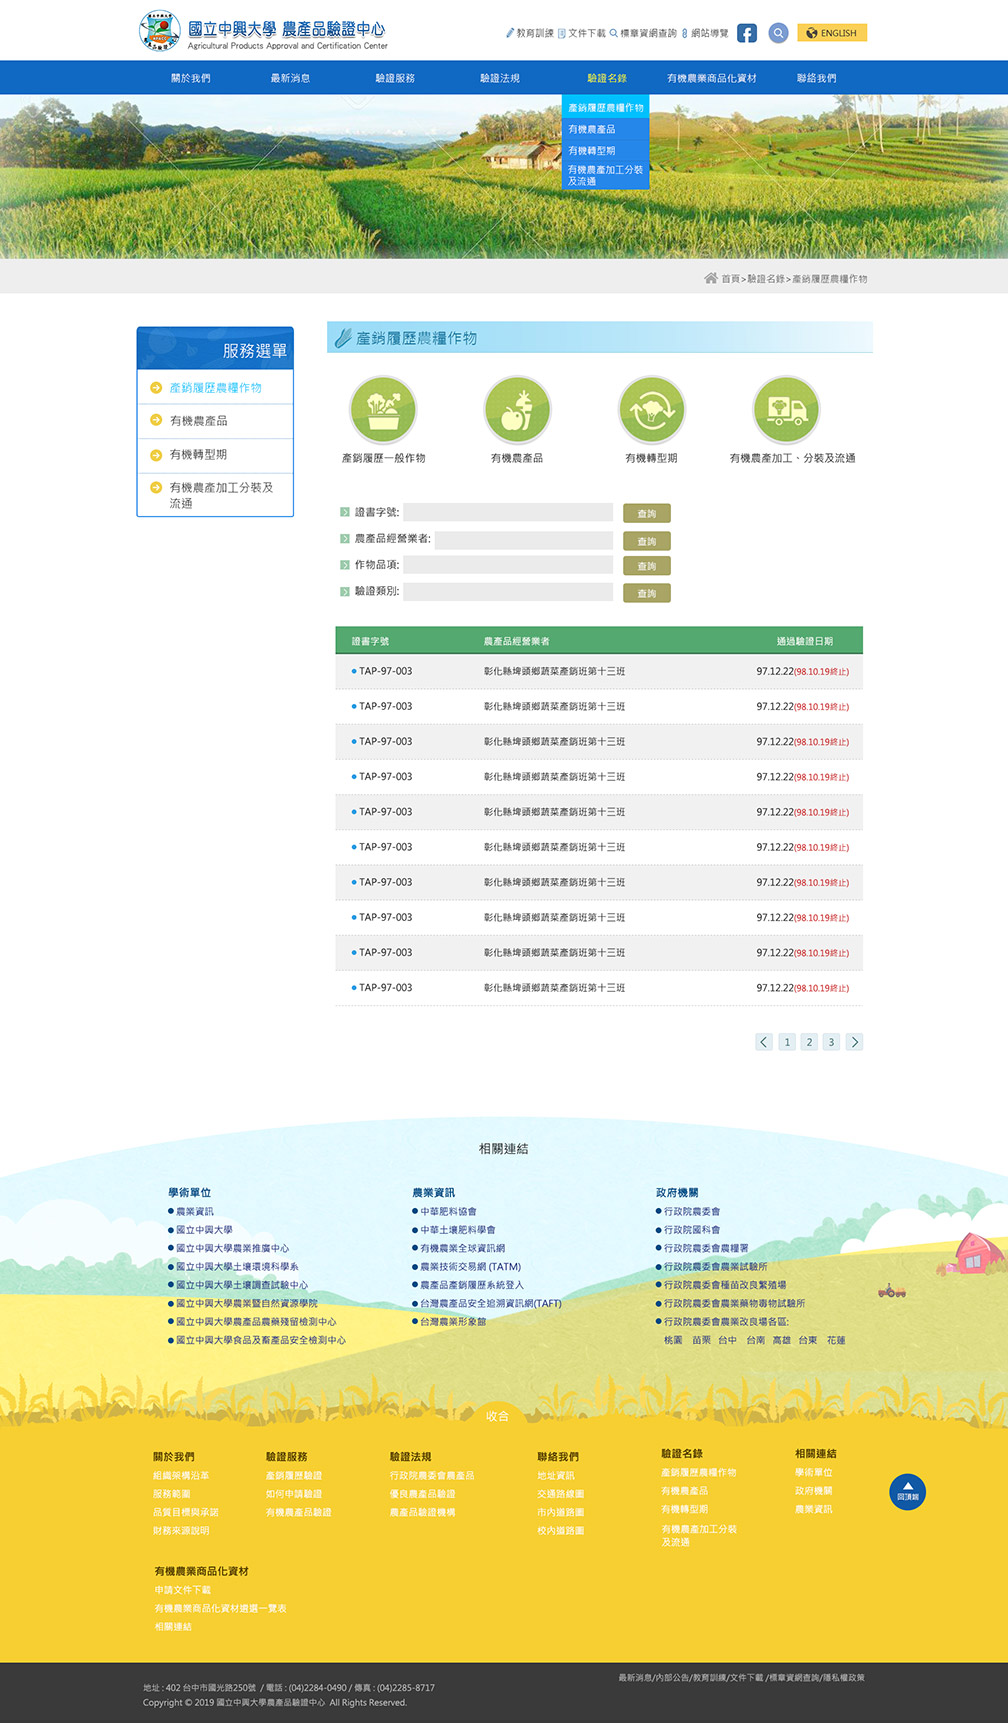 國立中興大學 農產品驗證中心
Agricultural Products Approval and Certification Center
教育訓練 文件下載 標章資網查詢 網站導覽 ENGLISH
關於我們 最新消息 驗證服務 驗證法規 驗證名錄 有機農業商品化資材 聯絡我們
產銷履歷農糧作物
有機農產品
有機轉型期
有機農產加工分裝
及流通
首頁>驗證名錄>產銷履歷農糧作物
服務選單
產銷履歷農糧作物
有機農產品
有機轉型期
有機農產加工分裝及
流通
產銷履歷農糧作物
產銷履歷一般作物 有機農產品 有機轉型期 有機農產加工、分裝及流通
證書字號: 查詢
農產品經營業者: 查詢
作物品項: 查詢
驗證類別: 查詢
證書字號 農產品經營業者 通過驗證日期
TAP-97-003 彰化縣埤頭鄉蔬菜產銷班第十三班 97.12.22(98.10.19終止)
TAP-97-003 彰化縣埤頭鄉蔬菜產銷班第十三班 97.12.22(98.10.19終止)
TAP-97-003 彰化縣埤頭鄉蔬菜產銷班第十三班 97.12.22(98.10.19終止)
TAP-97-003 彰化縣埤頭鄉蔬菜產銷班第十三班 97.12.22(98.10.19終止)
TAP-97-003 彰化縣埤頭鄉蔬菜產銷班第十三班 97.12.22(98.10.19終止)
TAP-97-003 彰化縣埤頭鄉蔬菜產銷班第十三班 97.12.22(98.10.19終止)
TAP-97-003 彰化縣埤頭鄉蔬菜產銷班第十三班 97.12.22(98.10.19終止)
TAP-97-003 彰化縣埤頭鄉蔬菜產銷班第十三班 97.12.22(98.10.19終止)
TAP-97-003 彰化縣埤頭鄉蔬菜產銷班第十三班 97.12.22(98.10.19終止)
TAP-97-003 彰化縣埤頭鄉蔬菜產銷班第十三班 97.12.22(98.10.19終止)
< 1 2 3 >
相關連結
學術單位
農業資訊
國立中興大學
國立中興大學農業推廣中心
國立中興大學土壤環境科學系
國立中興大學土壤調查試驗中心
國立中興大學農業暨自然資源學院
國立中興大學農產品農藥殘留檢測中心
國立中興大學食品及畜產品安全檢測中心
農業資訊
中華肥料協會
中華土壤肥料學會
有機農業全球資訊網
農業技術交易網 (TATM)
農產品產銷履歷系統登入
台灣農產品安全追溯資訊網(TAFT)
台灣農業形象館
政府機關
行政院農委會
行政院國科會
行政院農委會農糧署
行政院農委會農業試驗所
行政院農委會種苗改良繁殖場
行政院農委會農業藥物毒物試驗所
行政院農委會農業改良場各區:
桃園 苗栗 台中 台南 高雄 台東 花蓮
收合
關於我們
組織架構沿革
服務範圍
品質目標與承諾
財務來源說明
驗證服務
產銷履歷驗證
如何申請驗證
有機農產品驗證
驗證法規
行政院農委會農產品
優良農產品驗證
農產品驗證機構
聯絡我們
地址資訊
交通路線圖
市內道路圖
校內道路圖
驗證名錄
產銷履歷農糧作物
有機農產品
有機轉型期
有機農產加工分裝
及流通
相關連結
學術單位
政府機關
農業資訊
回頂端
有機農業商品化資材
申請文件下載
有機農業商品化資材遴選一覽表
相關連結
最新消息/內部公告/教育訓練/文件下載 /標章資網查詢/隱私權政策
地址 : 402 台中市國光路250號 / 電話 : (04)2284-0490 / 傳真 : (04)2285-8717
Copyright © 2019 國立中興大學農產品驗證中心 All Rights Reserved.